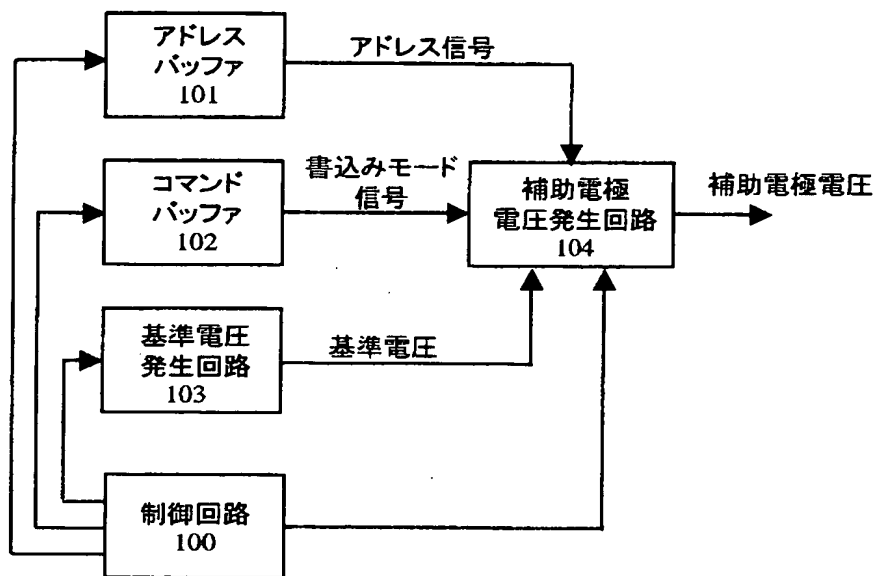 アドレス
バッファ
101
アドレス信号
コマンド
バッファ
102
書込みモード
信号
補助電極
電圧発生回路
104
補助電極電圧
基準電圧
発生回路
103
基準電圧
制御回路
100